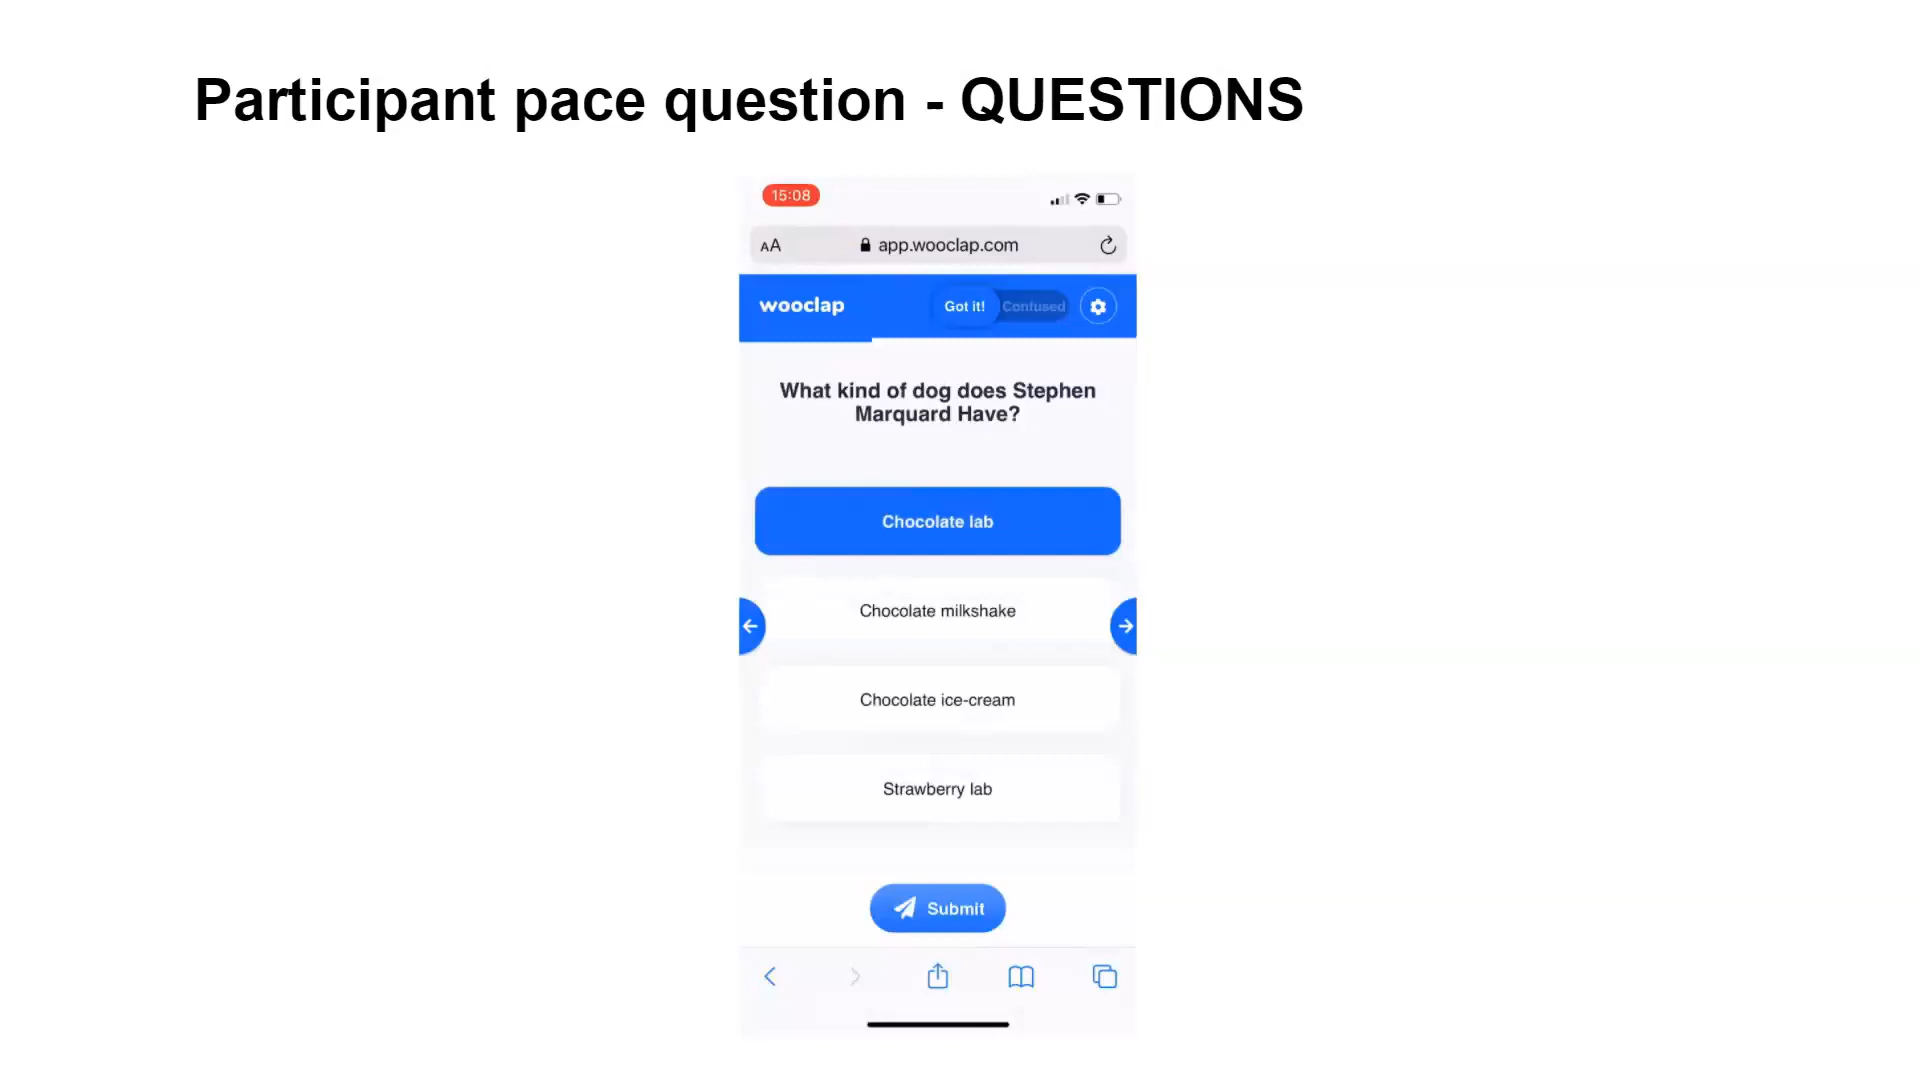 Participant pace question - QUESTIONS
15:08
AA
app.wooclap.com
wooclap
Got it!
Confused
What kind of dog does Stephen
Marquard Have?
Chocolate lab
Chocolate milkshake
Chocolate ice-cream
Strawberry lab
Submit